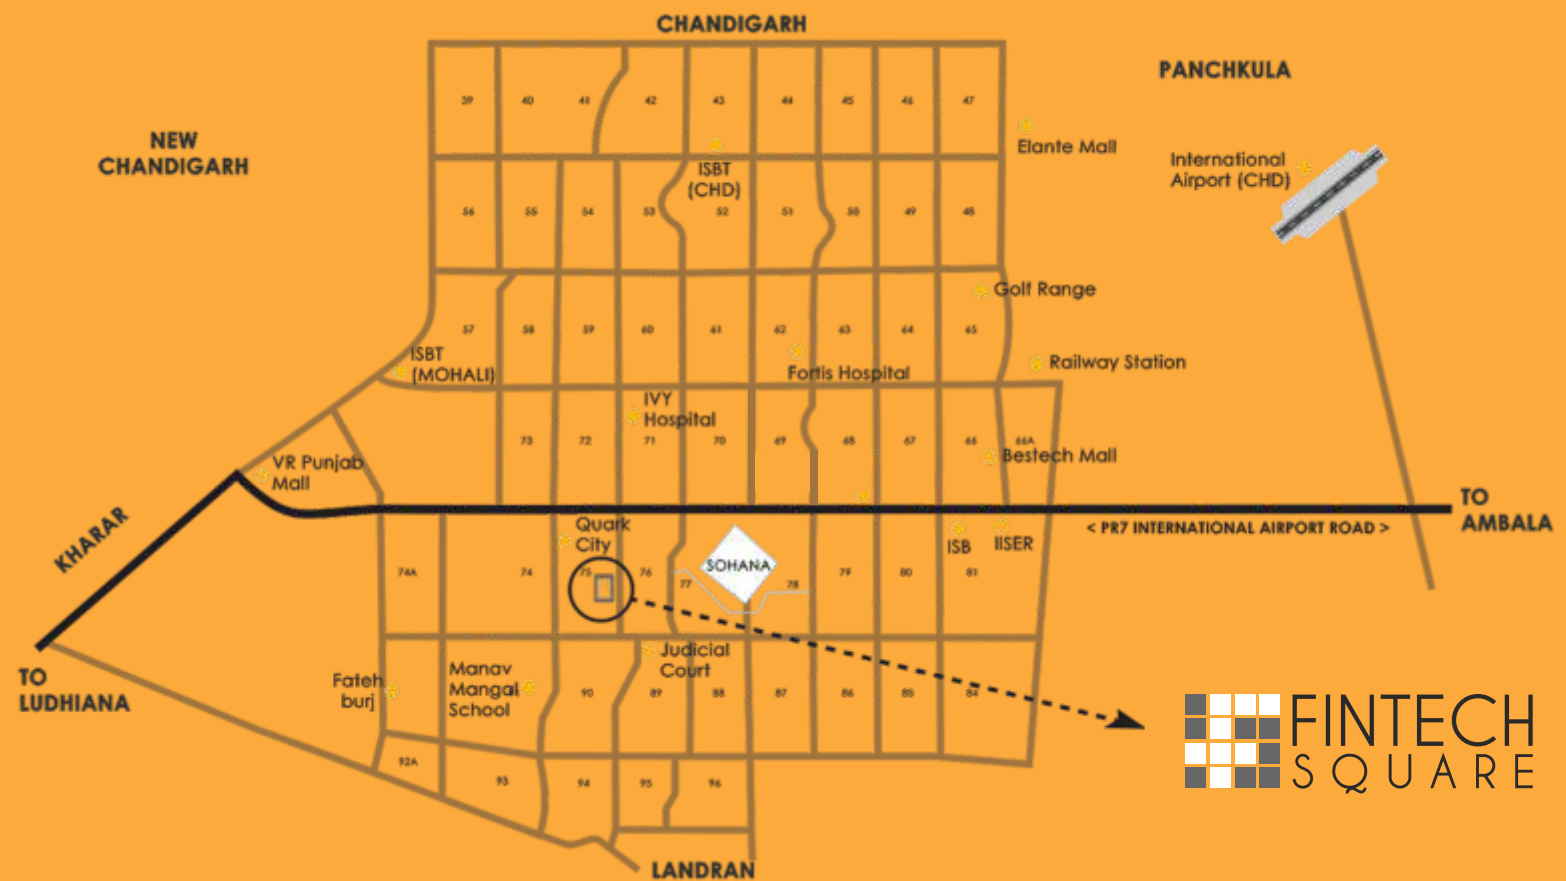 CHANDIGARH
PANCHKULA
NEW
CHANDIGARH
39
40
41
42
43
44
45
46
47
Elante Mall
International
Airport (CHD)
ISBT
(CHD)
56
55
54
53
52
51
50
49
48
Golf Range
57
58
59
60
61
62
63
64
65
ISBT
(MOHALI)
Fortis Hospital
Railway Station
IVY
Hospital
73
72
71
70
69
68
67
66
66A
Bestech Mall
VR Punjab
Mall
KHARAR
TO
AMBALA
< PR7 INTERNATIONAL AIRPORT ROAD >
Quark
City
ISB
IISER
74A
74
75
76
77
SOHANA
78
79
80
81
TO
LUDHIANA
Fateh
burj
Manav
Mangal
School
Judicial
Court
90
89
88
87
86
85
84
FINTECH
SQUARE
92A
93
94
95
96
LANDRAN